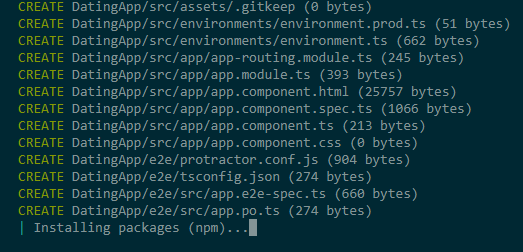 CREATE DatingApp/src/assets/.gitkeep (0 bytes)
CREATE DatingApp/src/environments/environment.prod.ts (51 bytes)
CREATE DatingApp/src/environments/environment.ts (662 bytes)
CREATE DatingApp/src/app/app-routing.module.ts (245 bytes)
CREATE DatingApp/src/app/app.module.ts (393 bytes)
CREATE DatingApp/src/app/app.component.html (25757 bytes)
CREATE DatingApp/src/app/app.component.spec.ts (1066 bytes)
CREATE DatingApp/src/app/app.component.ts (213 bytes)
CREATE DatingApp/src/app/app.component.css (0 bytes)
CREATE DatingApp/e2e/protractor.conf.js (904 bytes)
CREATE DatingApp/e2e/tsconfig.json (274 bytes)
CREATE DatingApp/e2e/src/app.e2e-spec.ts (660 bytes)
CREATE DatingApp/e2e/src/app.po.ts (274 bytes)
| Installing packages (npm)...